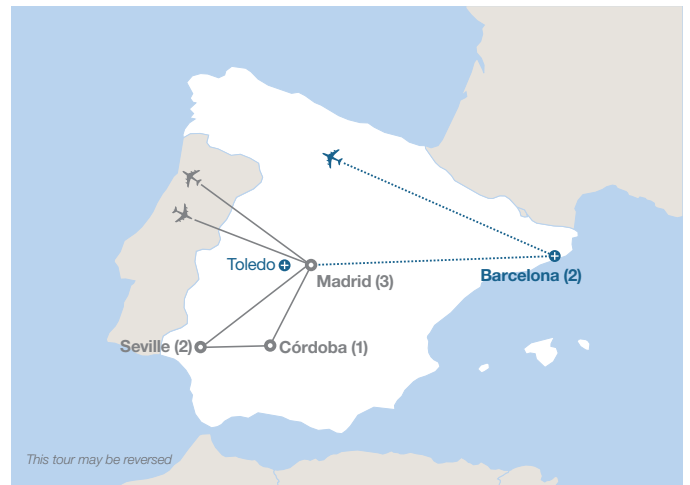 Toledo
Madrid (3)
Barcelona (2)
Seville (2)
Córdoba (1)
This tour may be reversed